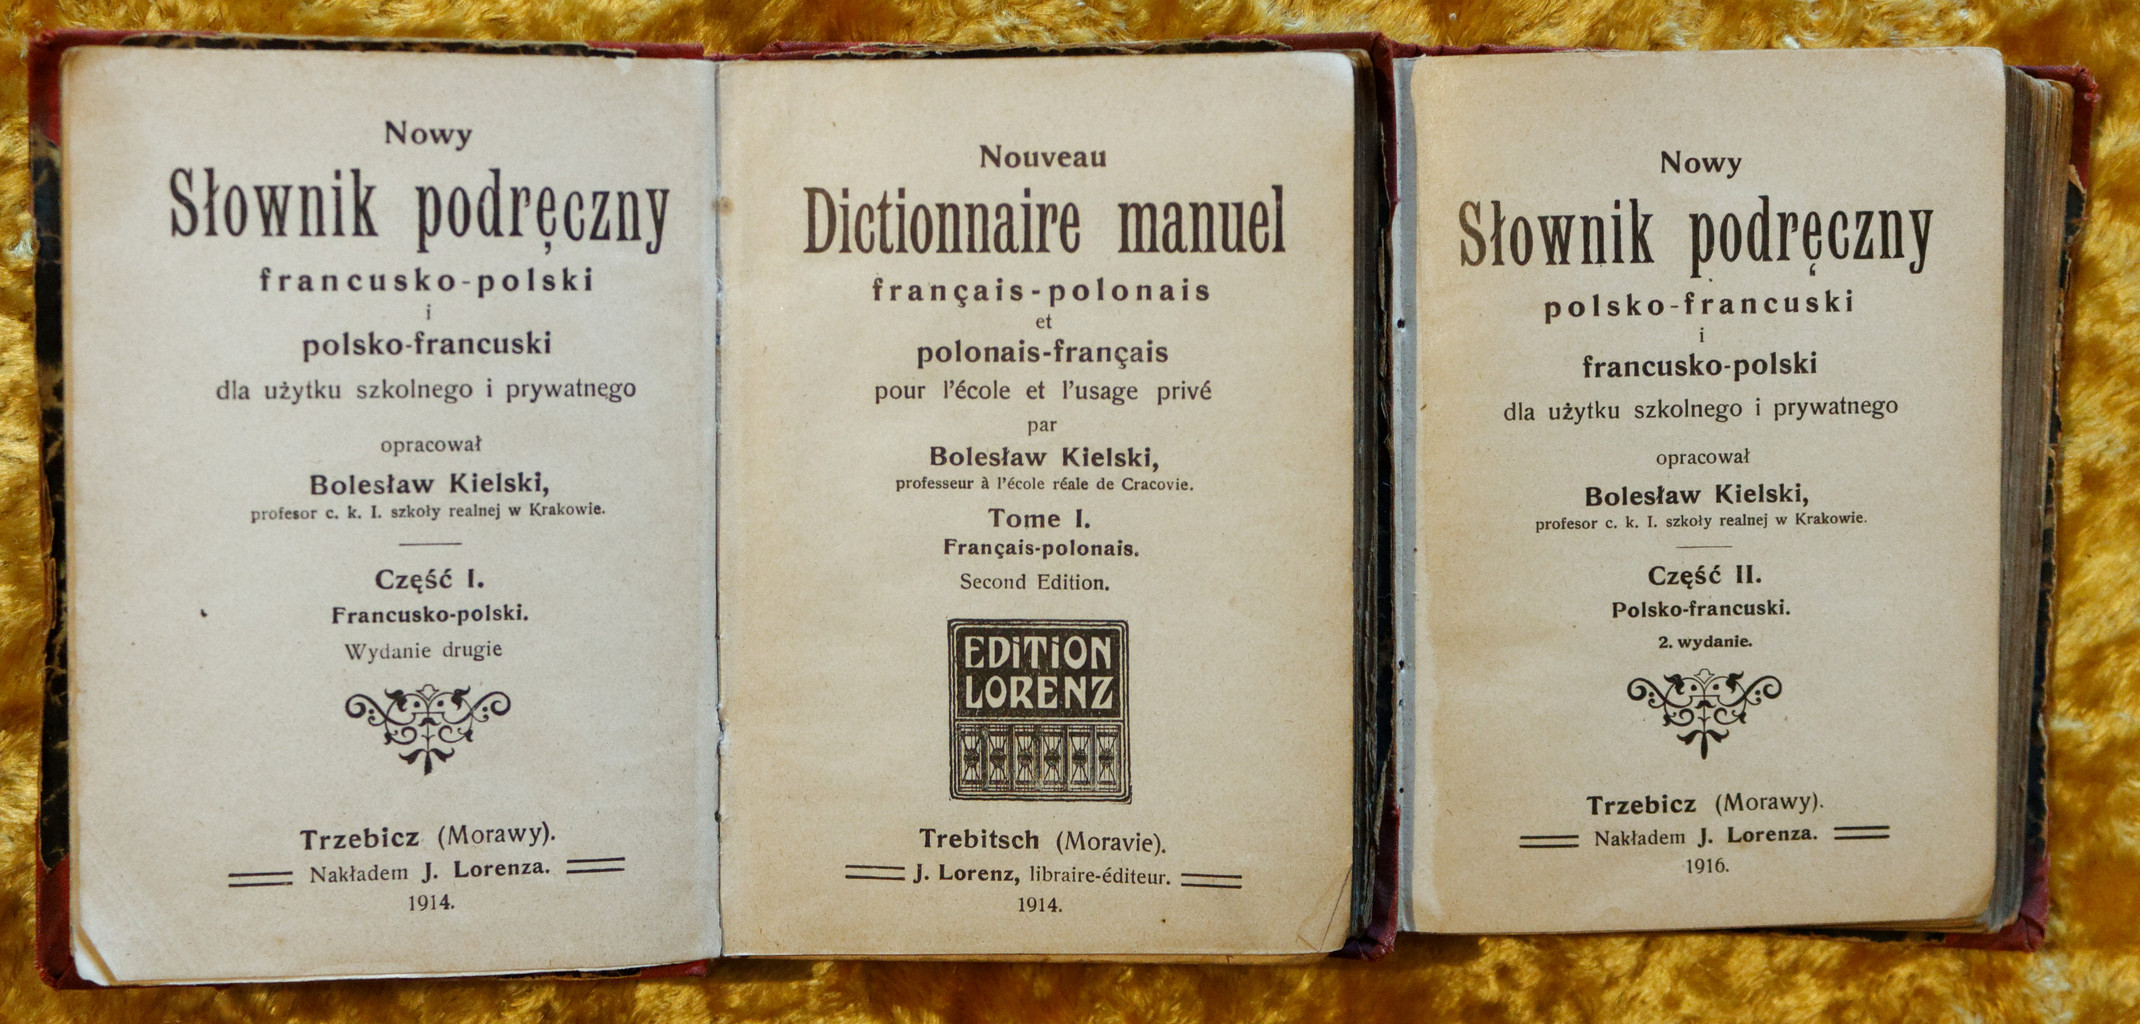 Nowy
Słownik podręczny
francusko-polski
i
polsko-francuski
dla użytku szkolnego i prywatnego
opracował
Bolesław Kielski,
profesor c. k. I. szkoły realnej w Krakowie.
Część I.
Francusko-polski.
Wydanie drugie
Trzebicz (Morawy).
Nakładem J. Lorenza.
1914.
Nouveau
Dictionnaire manuel
français-polonais
et
polonais-français
pour l'école et l'usage privé
par
Bolesław Kielski,
professeur à l'école réale de Cracovie.
Tome I.
Français-polonais.
Second Edition.
EDITION
LORENZ
Trebitsch (Moravie).
J. Lorenz, libraire-éditeur.
1914.
Nowy
Słownik podręczny
polsko-francuski
i
francusko-polski
dla użytku szkolnego i prywatnego
opracował
Bolesław Kielski,
profesor c. k. I. szkoły realnej w Krakowie.
Część II.
Polsko-francuski.
2. wydanie.
Trzebicz (Morawy).
Nakładem J. Lorenza.
1916.